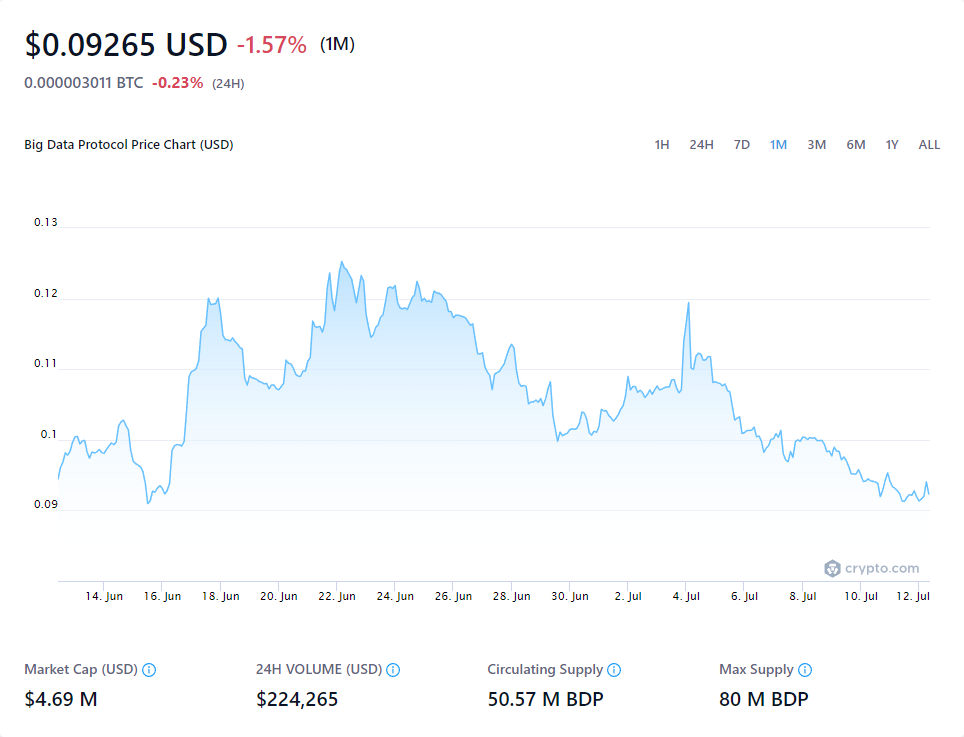 $0.09265 USD -1.57% (1M)
0.000003011 BTC -0.23% (24H)
Big Data Protocol Price Chart (USD) 1H 24H 7D 1M 3M 6M 1Y ALL
0.13
0.12
0.11
0.1
0.09
crypto.com
14. Jun 16. Jun 18. Jun 20. Jun 22. Jun 24. Jun 26. Jun 28. Jun 30. Jun 2. Jul 4. Jul 6. Jul 8. Jul 10. Jul 12. Jul
Market Cap (USD) 24H VOLUME (USD) Circulating Supply Max Supply
$4.69 M $224,265 50.57 M BDP 80 M BDP